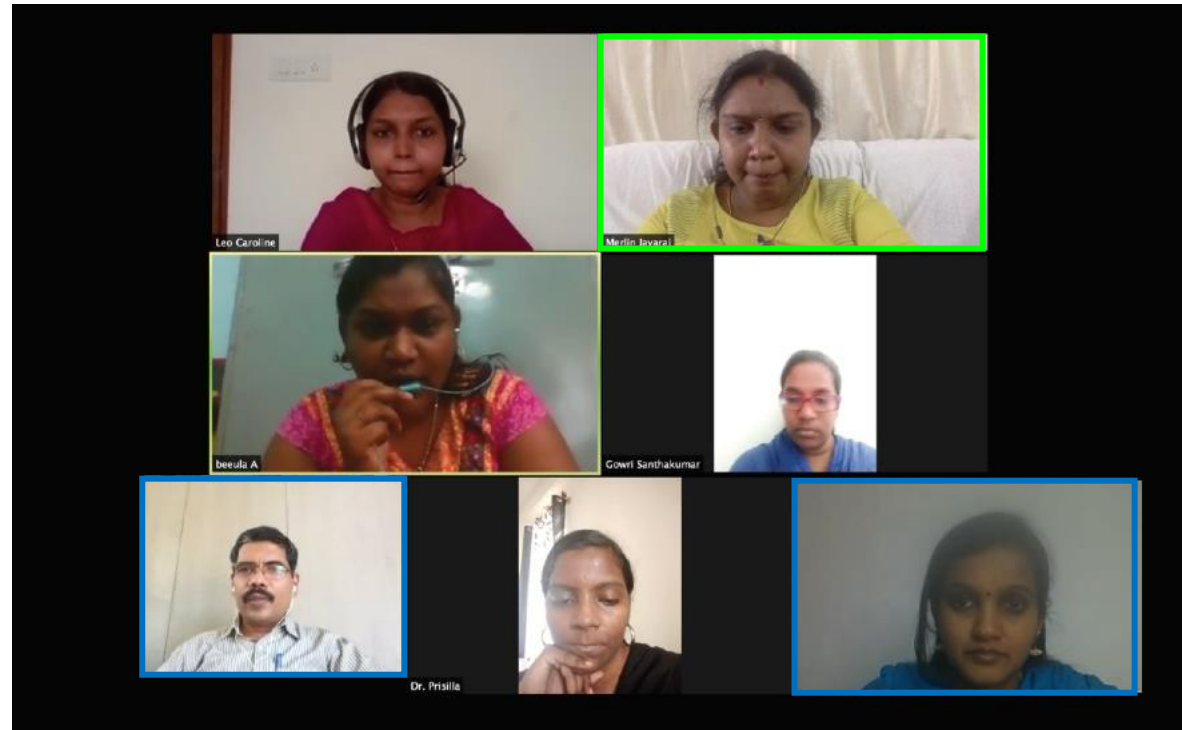 Leo Caroline
Merlin Jayaraj
beeula A
Gowri Santhakumar
Dr. Prisilla